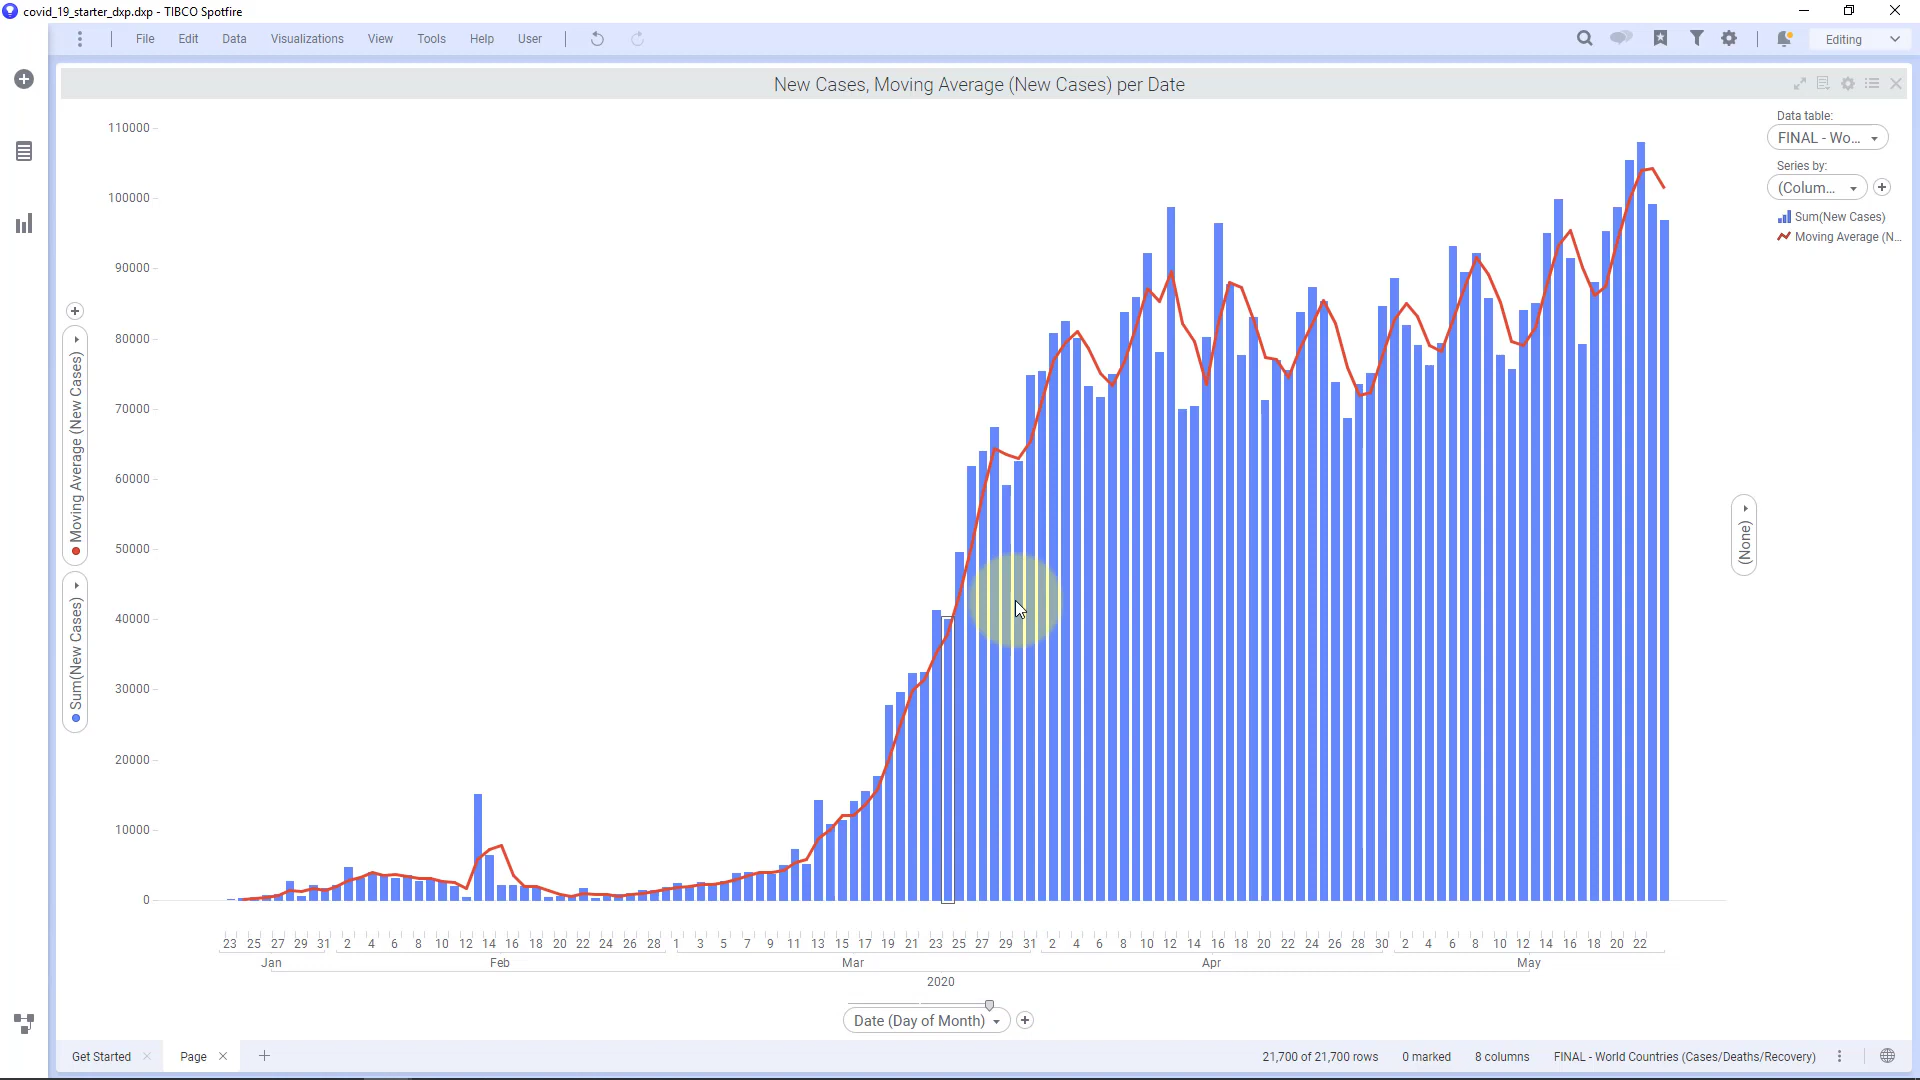 covid_19_starter_dxp.dxp - TIBCO Spotfire
File Edit Data Visualizations View Tools Help User Editing
New Cases, Moving Average (New Cases) per Date
Data table:
FINAL - Wo...
Series by:
(Colum...
Sum(New Cases)
Moving Average (N...
110000
100000
90000
80000
70000
60000
50000
40000
30000
20000
10000
0
Moving Average (New Cases)
Sum(New Cases)
(None)
23 25 27 29 31 2 4 6 8 10 12 14 16 18 20 22 24 26 28 1 3 5 7 9 11 13 15 17 19 21 23 25 27 29 31 2 4 6 8 10 12 14 16 18 20 22 24 26 28 30 2 4 6 8 10 12 14 16 18 20 22
Jan Feb Mar Apr May
2020
Date (Day of Month)
Get Started Page 21,700 of 21,700 rows 0 marked 8 columns FINAL - World Countries (Cases/Deaths/Recovery)